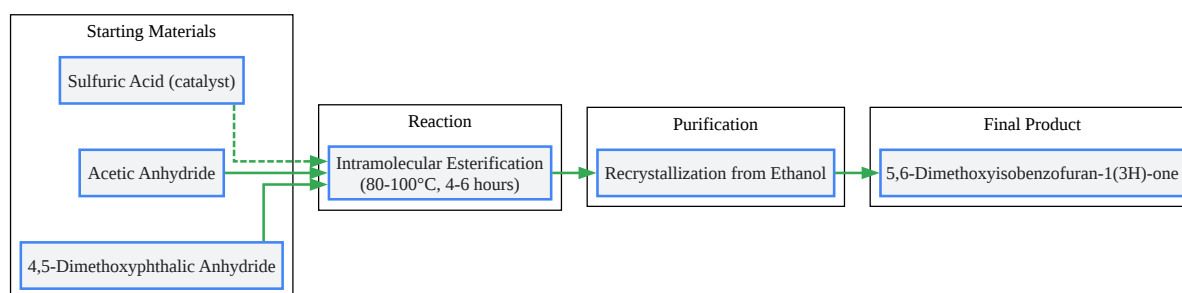 Starting Materials
Sulfuric Acid (catalyst)
Acetic Anhydride
4,5-Dimethoxyphthalic Anhydride
Reaction
Intramolecular Esterification
(80-100°C, 4-6 hours)
Purification
Recrystallization from Ethanol
Final Product
5,6-Dimethoxyisobenzofuran-1(3H)-one